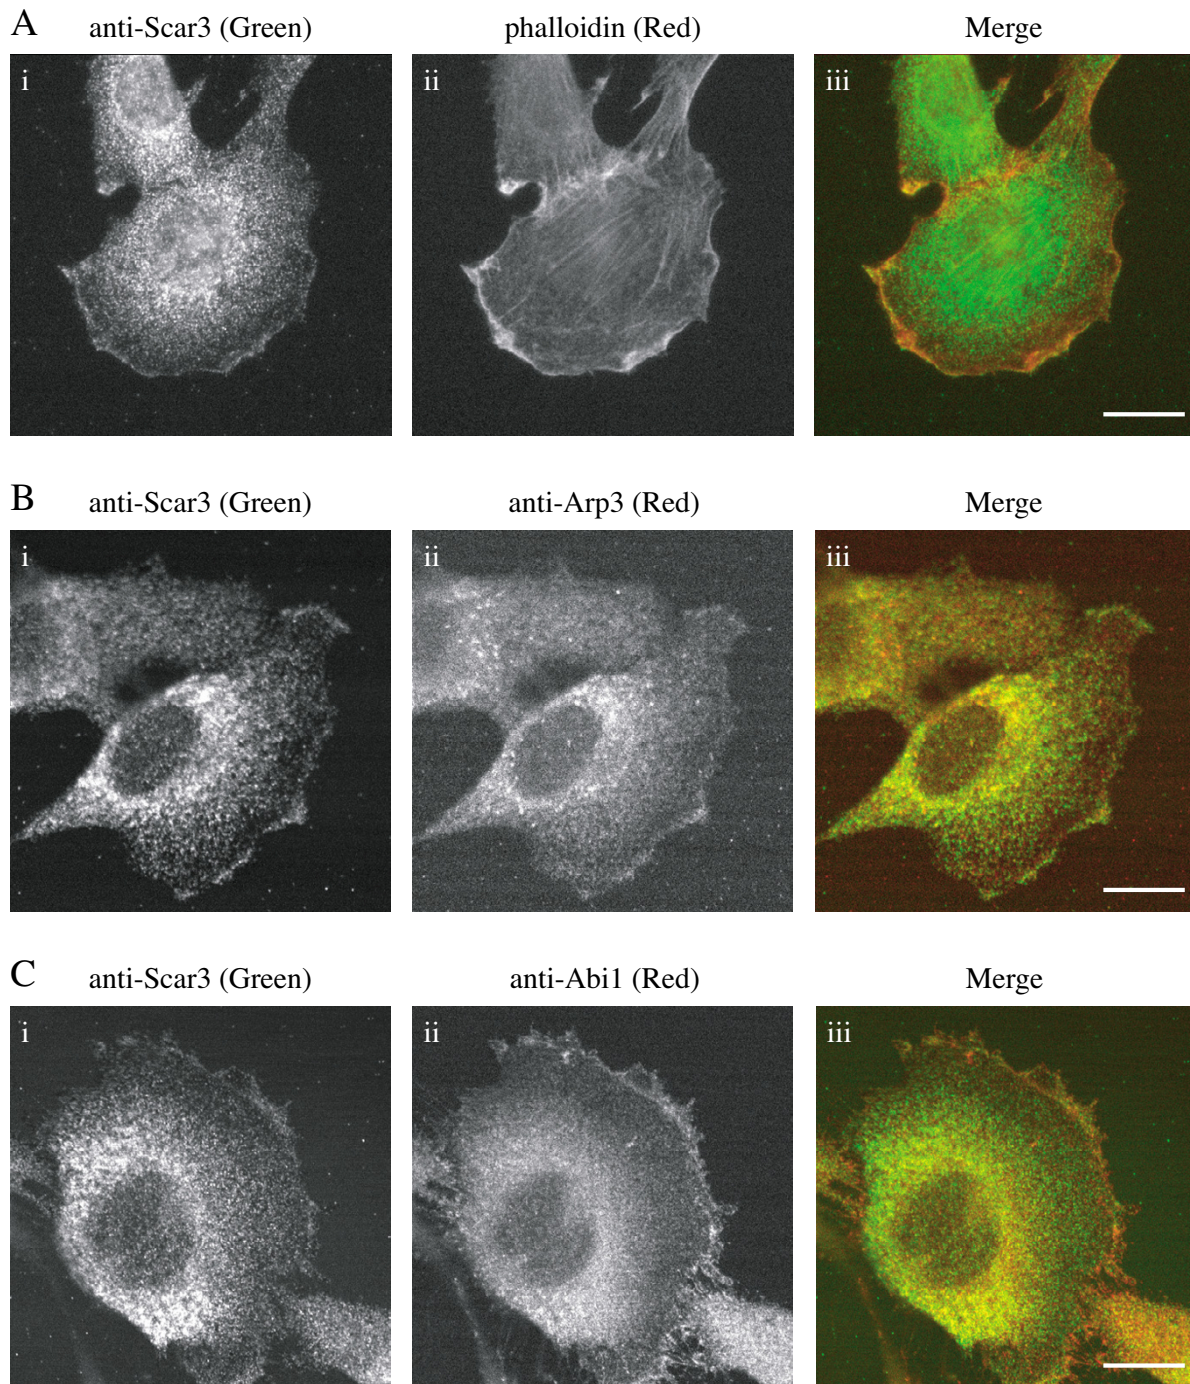 A anti-Scar3 (Green) phalloidin (Red) Merge
i ii iii
B anti-Scar3 (Green) anti-Arp3 (Red) Merge
i ii iii
C anti-Scar3 (Green) anti-Abi1 (Red) Merge
i ii iii